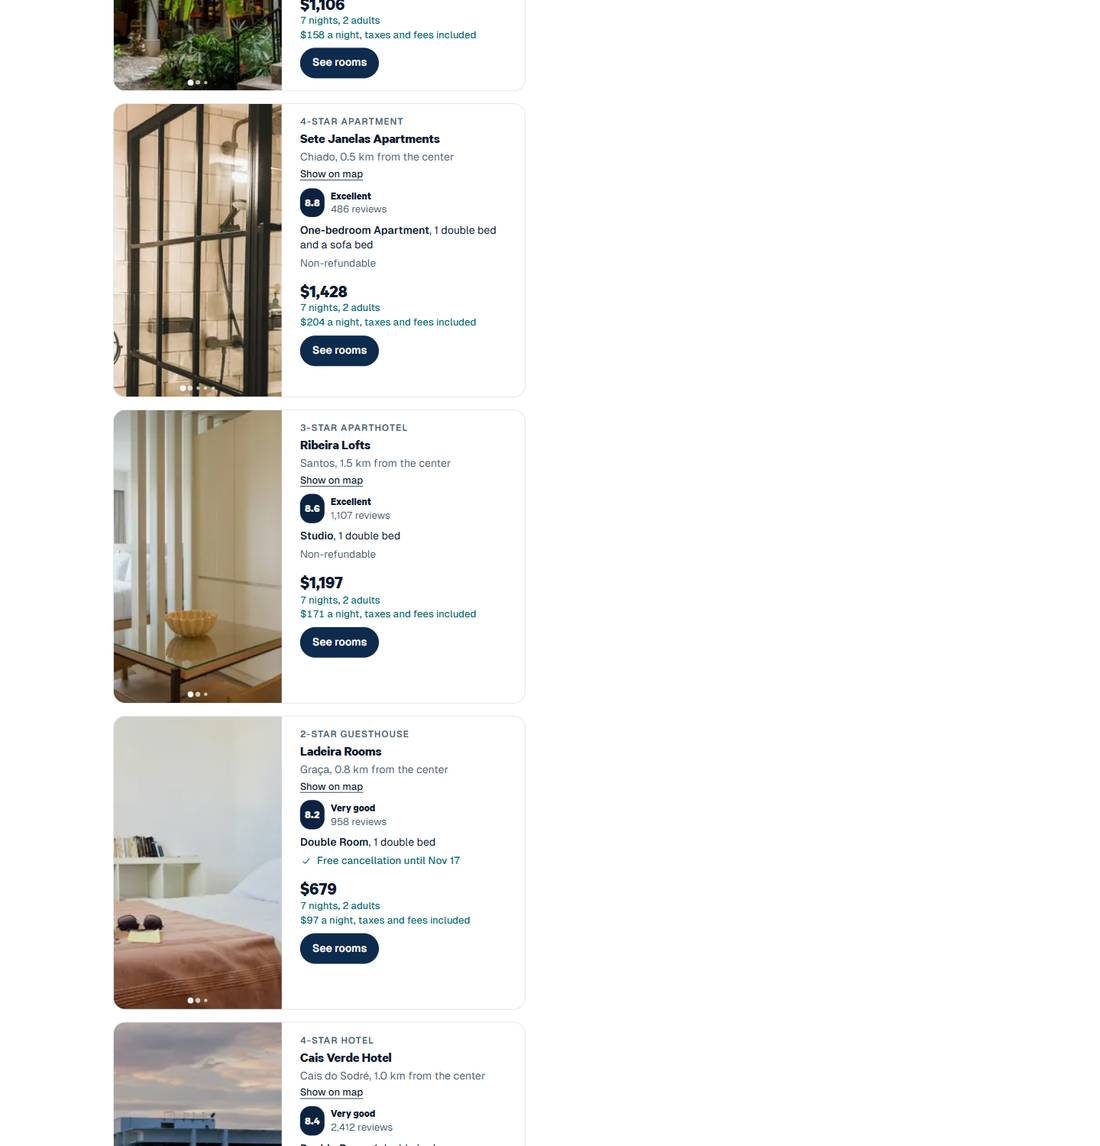 $1,106
7 nights, 2 adults
$158 a night, taxes and fees included
See rooms
4-STAR APARTMENT
Sete Janelas Apartments
Chiado, 0.5 km from the center
Show on map
8.8
Excellent
486 reviews
One-bedroom Apartment, 1 double bed
and a sofa bed
Non-refundable
$1,428
7 nights, 2 adults
$204 a night, taxes and fees included
See rooms
3-STAR APARTHOTEL
Ribeira Lofts
Santos, 1.5 km from the center
Show on map
8.6
Excellent
1,107 reviews
Studio, 1 double bed
Non-refundable
$1,197
7 nights, 2 adults
$171 a night, taxes and fees included
See rooms
2-STAR GUESTHOUSE
Ladeira Rooms
Graça, 0.8 km from the center
Show on map
8.2
Very good
958 reviews
Double Room, 1 double bed
Free cancellation until Nov 17
$679
7 nights, 2 adults
$97 a night, taxes and fees included
See rooms
4-STAR HOTEL
Cais Verde Hotel
Cais do Sodré, 1.0 km from the center
Show on map
8.4
Very good
2,412 reviews